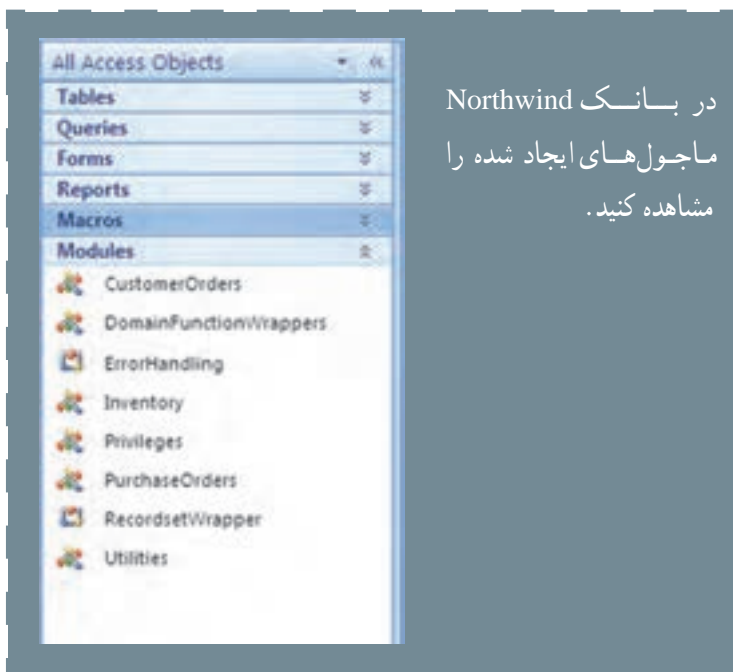 در بانک Northwind
ماجول‌های ایجاد شده را
مشاهده کنید.
All Access Objects
Tables
Queries
Forms
Reports
Macros
Modules
CustomerOrders
DomainFunctionWrappers
ErrorHandling
Inventory
Privileges
PurchaseOrders
RecordsetWrapper
Utilities